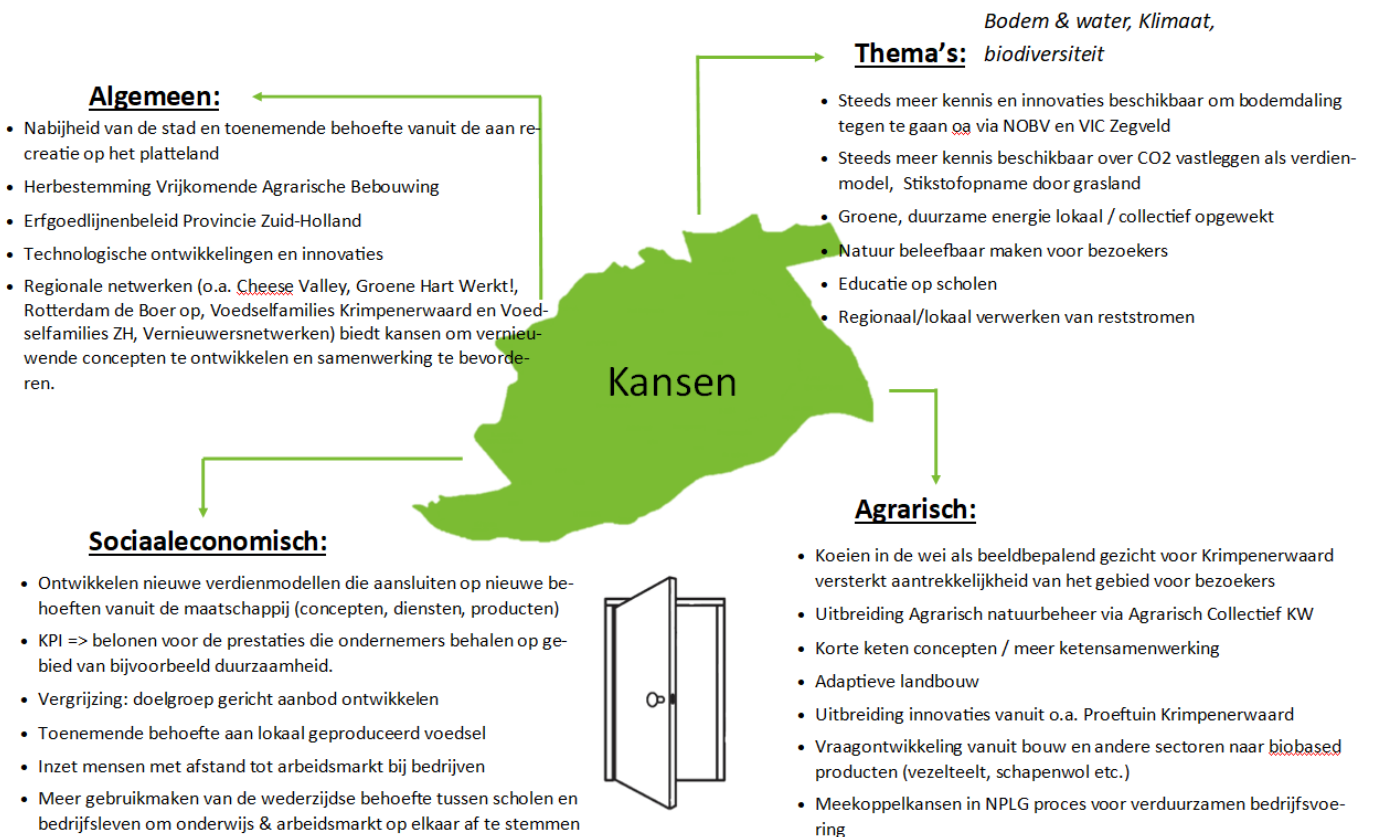 Algemeen:
• Nabijheid van de stad en toenemende behoefte vanuit de aan re-
creatie op het platteland
• Herbestemming Vrijkomende Agrarische Bebouwing
• Erfgoedlijnenbeleid Provincie Zuid-Holland
• Technologische ontwikkelingen en innovaties
• Regionale netwerken (o.a. Cheese Valley, Groene Hart Werkt!,
Rotterdam de Boer op, Voedselfamilies Krimpenerwaard en Voed-
selfamilies ZH, Vernieuwersnetwerken) biedt kansen om vernieu-
wende concepten te ontwikkelen en samenwerking te bevorde-
ren.
Thema’s: Bodem & water, Klimaat,
biodiversiteit
• Steeds meer kennis en innovaties beschikbaar om bodemdaling
tegen te gaan oa via NOBV en VIC Zegveld
• Steeds meer kennis beschikbaar over CO2 vastleggen als verdien-
model, Stikstofopname door grasland
• Groene, duurzame energie lokaal / collectief opgewekt
• Natuur beleefbaar maken voor bezoekers
• Educatie op scholen
• Regionaal/lokaal verwerken van reststromen
Kansen
Sociaaleconomisch:
• Ontwikkelen nieuwe verdienmodellen die aansluiten op nieuwe be-
hoeften vanuit de maatschappij (concepten, diensten, producten)
• KPI => belonen voor de prestaties die ondernemers behalen op ge-
bied van bijvoorbeeld duurzaamheid.
• Vergrijzing: doelgroep gericht aanbod ontwikkelen
• Toenemende behoefte aan lokaal geproduceerd voedsel
• Inzet mensen met afstand tot arbeidsmarkt bij bedrijven
• Meer gebruikmaken van de wederzijdse behoefte tussen scholen en
bedrijfsleven om onderwijs & arbeidsmarkt op elkaar af te stemmen
Agrarisch:
• Koeien in de wei als beeldbepalend gezicht voor Krimpenerwaard
versterkt aantrekkelijkheid van het gebied voor bezoekers
• Uitbreiding Agrarisch natuurbeheer via Agrarisch Collectief KW
• Korte keten concepten / meer ketensamenwerking
• Adaptieve landbouw
• Uitbreiding innovaties vanuit o.a. Proeftuin Krimpenerwaard
• Vraagontwikkeling vanuit bouw en andere sectoren naar biobased
producten (vezelteelt, schapenwol etc.)
• Meekoppelkansen in NPLG proces voor verduurzamen bedrijfsvoe-
ring